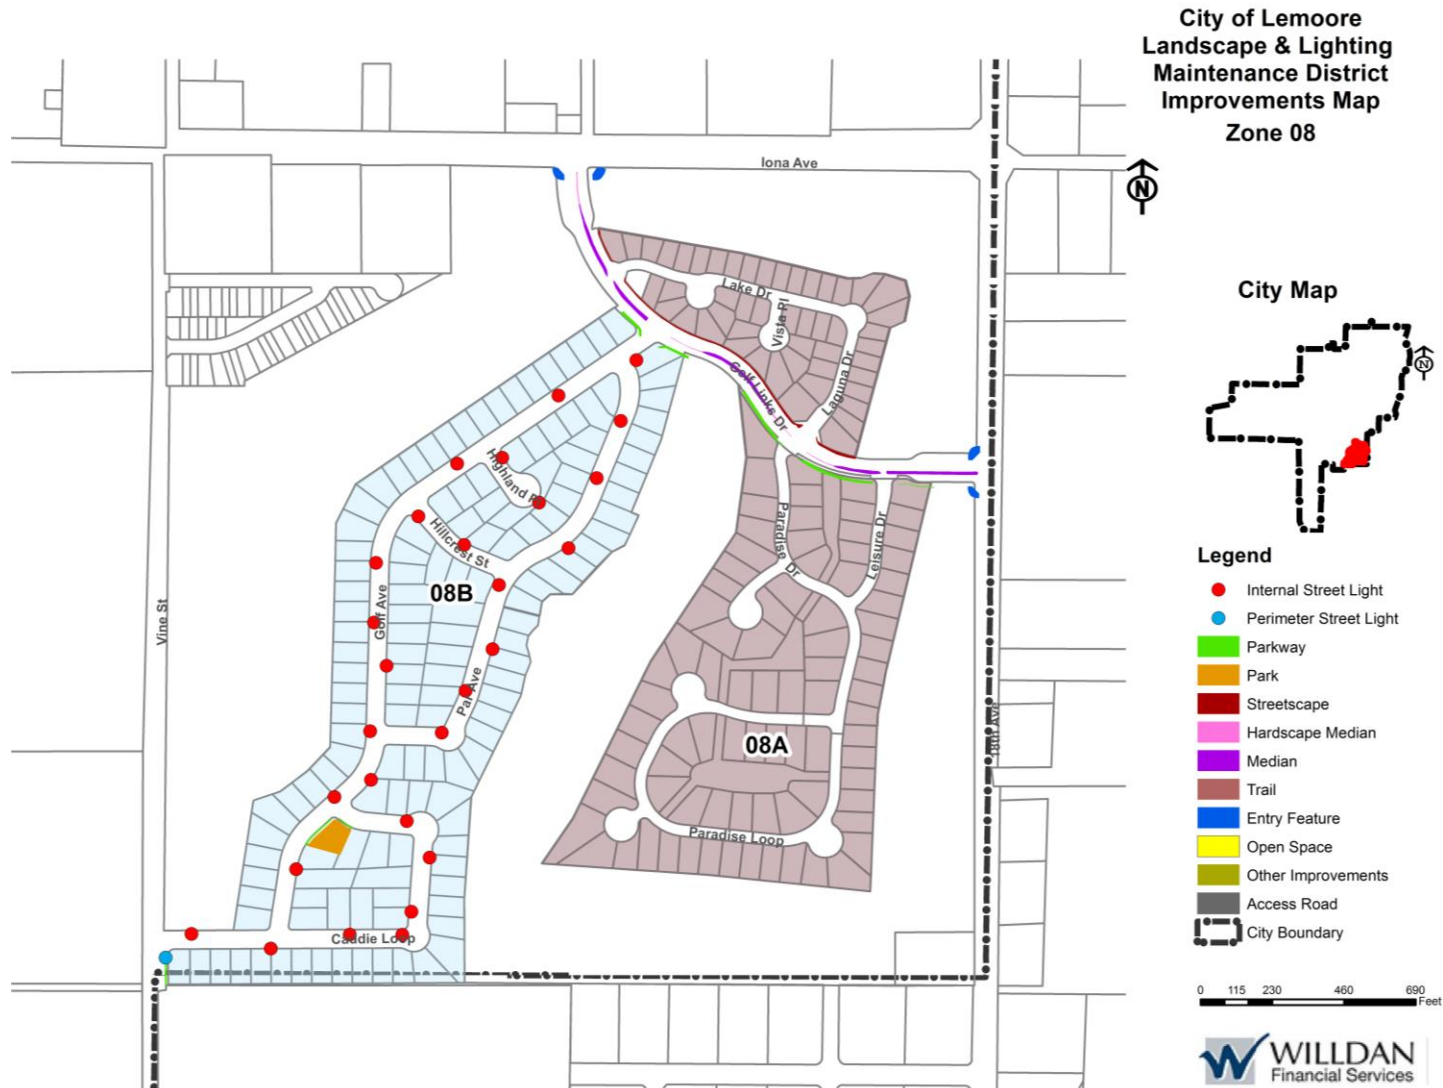 City of Lemoore
Landscape & Lighting
Maintenance District
Improvements Map
Zone 08
Iona Ave
N
Lake Dr
Vista Pl
City Map
N
Golf Links Dr
Laguna Dr
Highland Pl
Hillcrest St
Paradise Dr
Leisure Dr
Legend
Internal Street Light
Perimeter Street Light
Parkway
Park
Streetscape
Hardscape Median
Median
Trail
Entry Feature
Open Space
Other Improvements
Access Road
City Boundary
08B
Vine St
Golf Ave
Par Ave
18th Ave
08A
Paradise Loop
Caddie Loop
0 115 230 460 690
Feet
WILLDAN
Financial Services